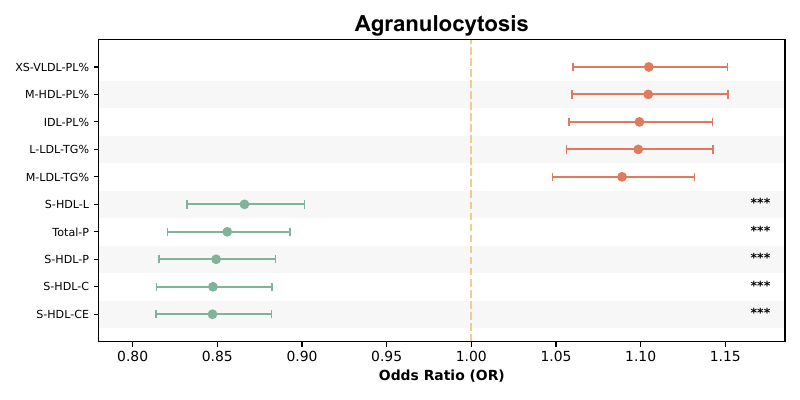 Agranulocytosis
XS-VLDL-PL%
M-HDL-PL%
IDL-PL%
L-LDL-TG%
M-LDL-TG%
S-HDL-L ***
Total-P ***
S-HDL-P ***
S-HDL-C ***
S-HDL-CE ***
0.80 0.85 0.90 0.95 1.00 1.05 1.10 1.15
Odds Ratio (OR)